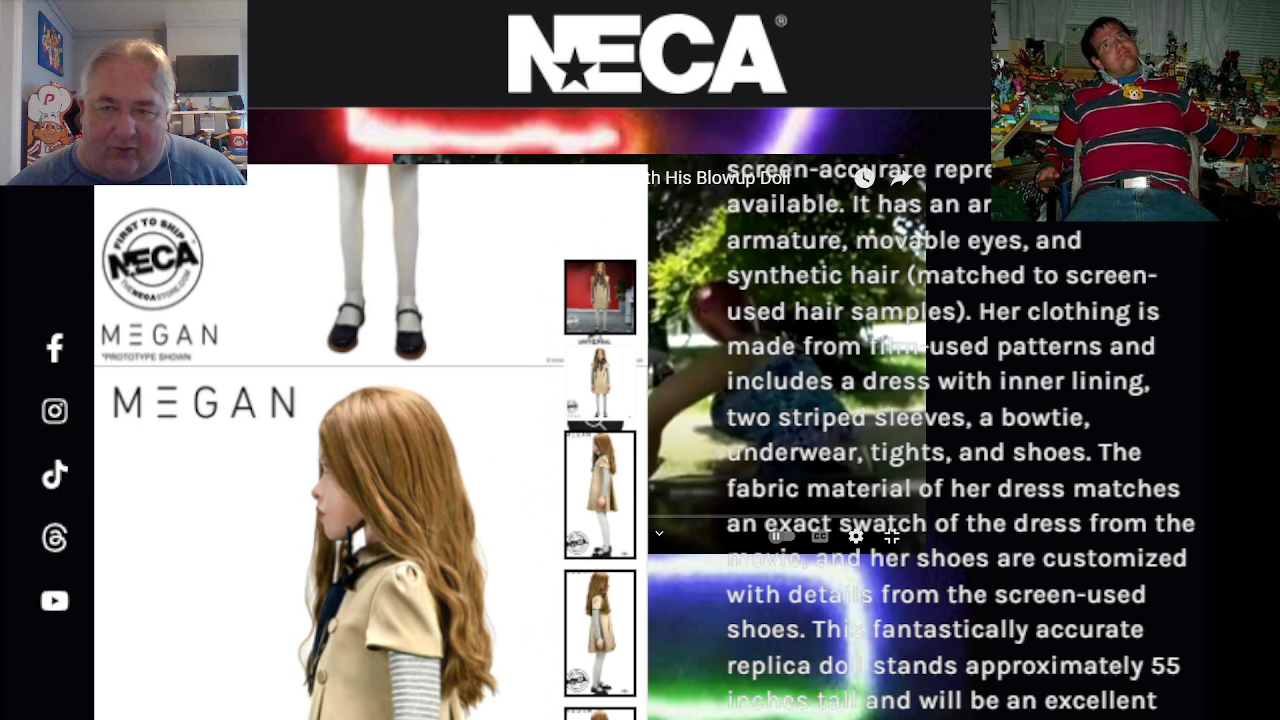 NECA
®
th His Blowup Doll
FIRST TO SHIP
NECA
THENECASTORE.COM
MEGAN
*PROTOTYPE SHOWN
MEGAN
screen-accurate repre
available. It has an ar
armature, movable eyes, and
synthetic hair (matched to screen-
used hair samples). Her clothing is
made from film-used patterns and
includes a dress with inner lining,
two striped sleeves, a bowtie,
underwear, tights, and shoes. The
fabric material of her dress matches
an exact swatch of the dress from the
movie, and her shoes are customized
with details from the screen-used
shoes. This fantastically accurate
replica doll stands approximately 55
inches tall and will be an excellent